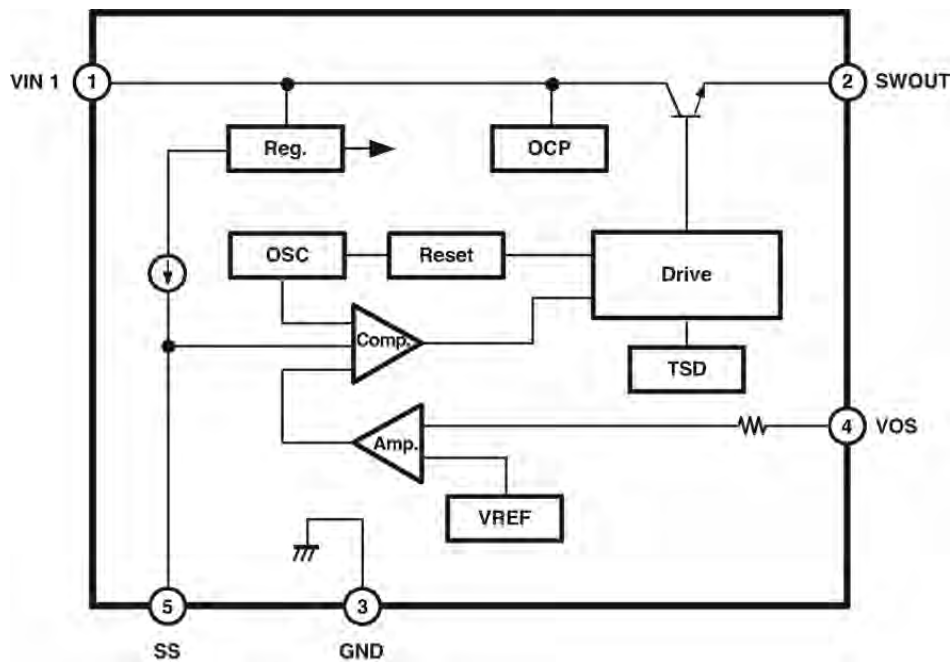 VIN 1
1
2
SWOUT
Reg.
OCP
OSC
Reset
Drive
Comp.
TSD
Amp.
4
VOS
VREF
5
3
SS
GND